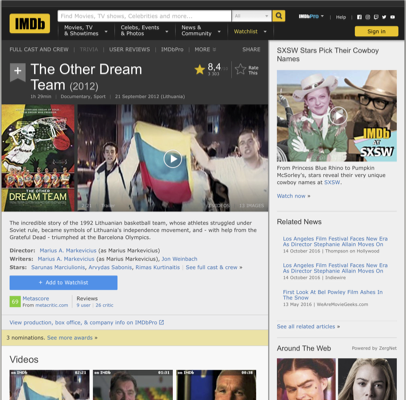 IMDb
Find Movies, TV shows, Celebrities and more...
All
Movies, TV
& Showtimes
Celebs, Events
& Photos
News &
Community
Watchlist
IMDbPro
Help
Sign in
FULL CAST AND CREW
TRIVIA
USER REVIEWS
IMDbPro
MORE
SHARE
+
The Other Dream
Team (2012)
8,4
Rate
This
1h 29min | Documentary, Sport | 21 September 2012 (Lithuania)
THE OTHER
DREAM TEAM
The incredible story of the 1992 Lithuanian basketball team, whose athletes struggled under
Soviet rule, became symbols of Lithuania's independence movement, and - with help from the
Grateful Dead - triumphed at the Barcelona Olympics.
Director: Marius A. Markevicius (as Marius Markevicius)
Writers: Marius A. Markevicius (as Marius Markevicius), Jon Weinbach
Stars: Sarunas Marciulionis, Arvydas Sabonis, Rimas Kurtinaitis | See full cast & crew »
+ Add to Watchlist
Metascore
From metacritic.com
Reviews
9 user | 26 critic
View production, box office, & company info on IMDbPro
3 nominations. See more awards »
Videos
SXSW Stars Pick Their Cowboy
Names
IMDb
AT
SXSW
From Princess Blue Rhino to Pumpkin
McSorley's, stars reveal their very unique
cowboy names at SXSW.
Watch now »
Related News
Los Angeles Film Festival Faces New Era
As Director Stephanie Allain Moves On
14 October 2016 | Thompson on Hollywood
Los Angeles Film Festival Faces New Era
As Director Stephanie Allain Moves On
14 October 2016 | Indiewire
First Look At Bel Powley Film Ashes In
The Snow
13 May 2016 | WeAreMovieGeeks.com
See all related articles »
Around The Web
Powered by ZergNet